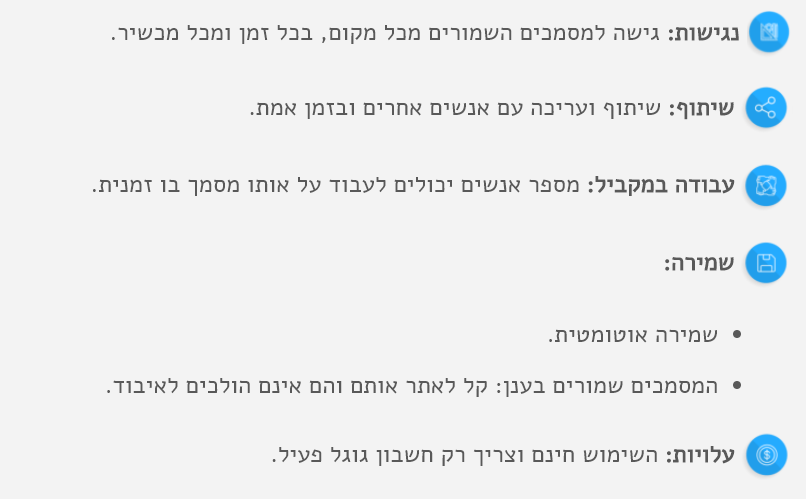 נגישות: גישה למסמכים השמורים מכל מקום, בכל זמן ומכל מכשיר.
שיתוף: שיתוף ועריכה עם אנשים אחרים ובזמן אמת.
עבודה במקביל: מספר אנשים יכולים לעבוד על אותו מסמך בו זמנית.
שמירה:
• שמירה אוטומטית.
• המסמכים שמורים בענן: קל לאתר אותם והם אינם הולכים לאיבוד.
עלויות: השימוש חינם וצריך רק חשבון גוגל פעיל.